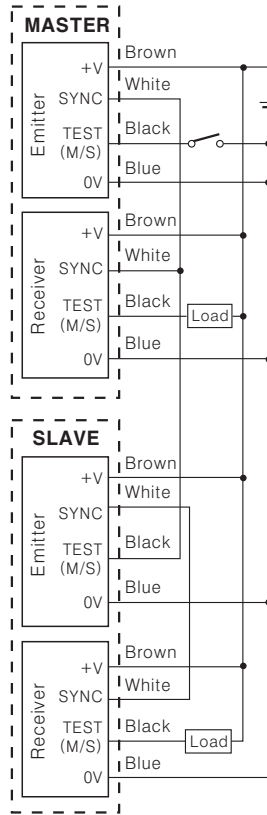 MASTER
Emitter
+V Brown
SYNC White
TEST (M/S) Black
0V Blue
Receiver
+V Brown
SYNC White
TEST (M/S) Black
Load
0V Blue
SLAVE
Emitter
+V Brown
SYNC White
TEST (M/S) Black
0V Blue
Receiver
+V Brown
SYNC White
TEST (M/S) Black
Load
0V Blue